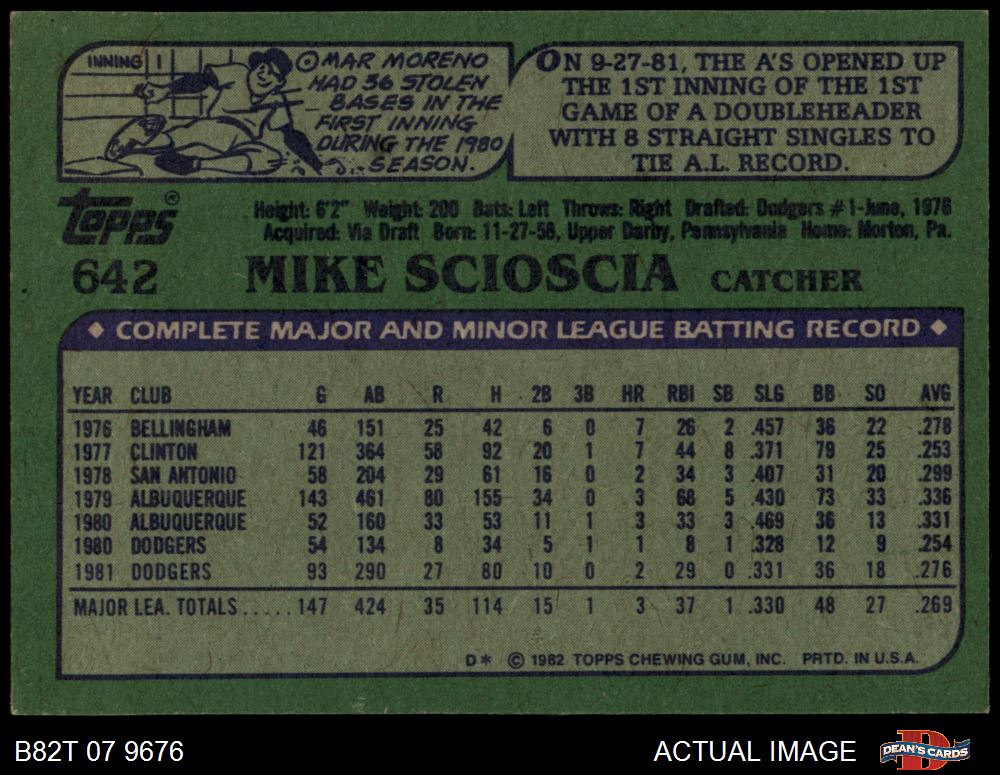 INNING 1
OMAR MORENO
HAD 36 STOLEN
BASES IN THE
FIRST INNING
DURING THE 1980
SEASON.
ON 9-27-81, THE A'S OPENED UP
THE 1ST INNING OF THE 1ST
GAME OF A DOUBLEHEADER
WITH 8 STRAIGHT SINGLES TO
TIE A.L. RECORD.
TOPPS®
Height: 6'2" Weight: 200 Bats: Left Throws: Right Drafted: Dodgers #1-June, 1976
Acquired: Via Draft Born: 11-27-58, Upper Darby, Pennsylvania Home: Morton, Pa.
642 MIKE SCIOSCIA CATCHER
◆ COMPLETE MAJOR AND MINOR LEAGUE BATTING RECORD ◆
YEAR CLUB G AB R H 2B 3B HR RBI SB SLG BB SO AVG
1976 BELLINGHAM 46 151 25 42 6 0 7 26 2 .457 36 22 .278
1977 CLINTON 121 364 58 92 20 1 7 44 8 .371 79 25 .253
1978 SAN ANTONIO 58 204 29 61 16 0 2 34 3 .407 31 20 .299
1979 ALBUQUERQUE 143 461 80 155 34 0 3 68 5 .430 73 33 .336
1980 ALBUQUERQUE 52 160 33 53 11 1 3 33 3 .469 36 13 .331
1980 DODGERS 54 134 8 34 5 1 1 8 1 .328 12 9 .254
1981 DODGERS 93 290 27 80 10 0 2 29 0 .331 36 18 .276
MAJOR LEA. TOTALS.....147 424 35 114 15 1 3 37 1 .330 48 27 .269
D* © 1982 TOPPS CHEWING GUM, INC. PRTD. IN U.S.A.
B82T 07 9676 ACTUAL IMAGE DEAN'S CARDS